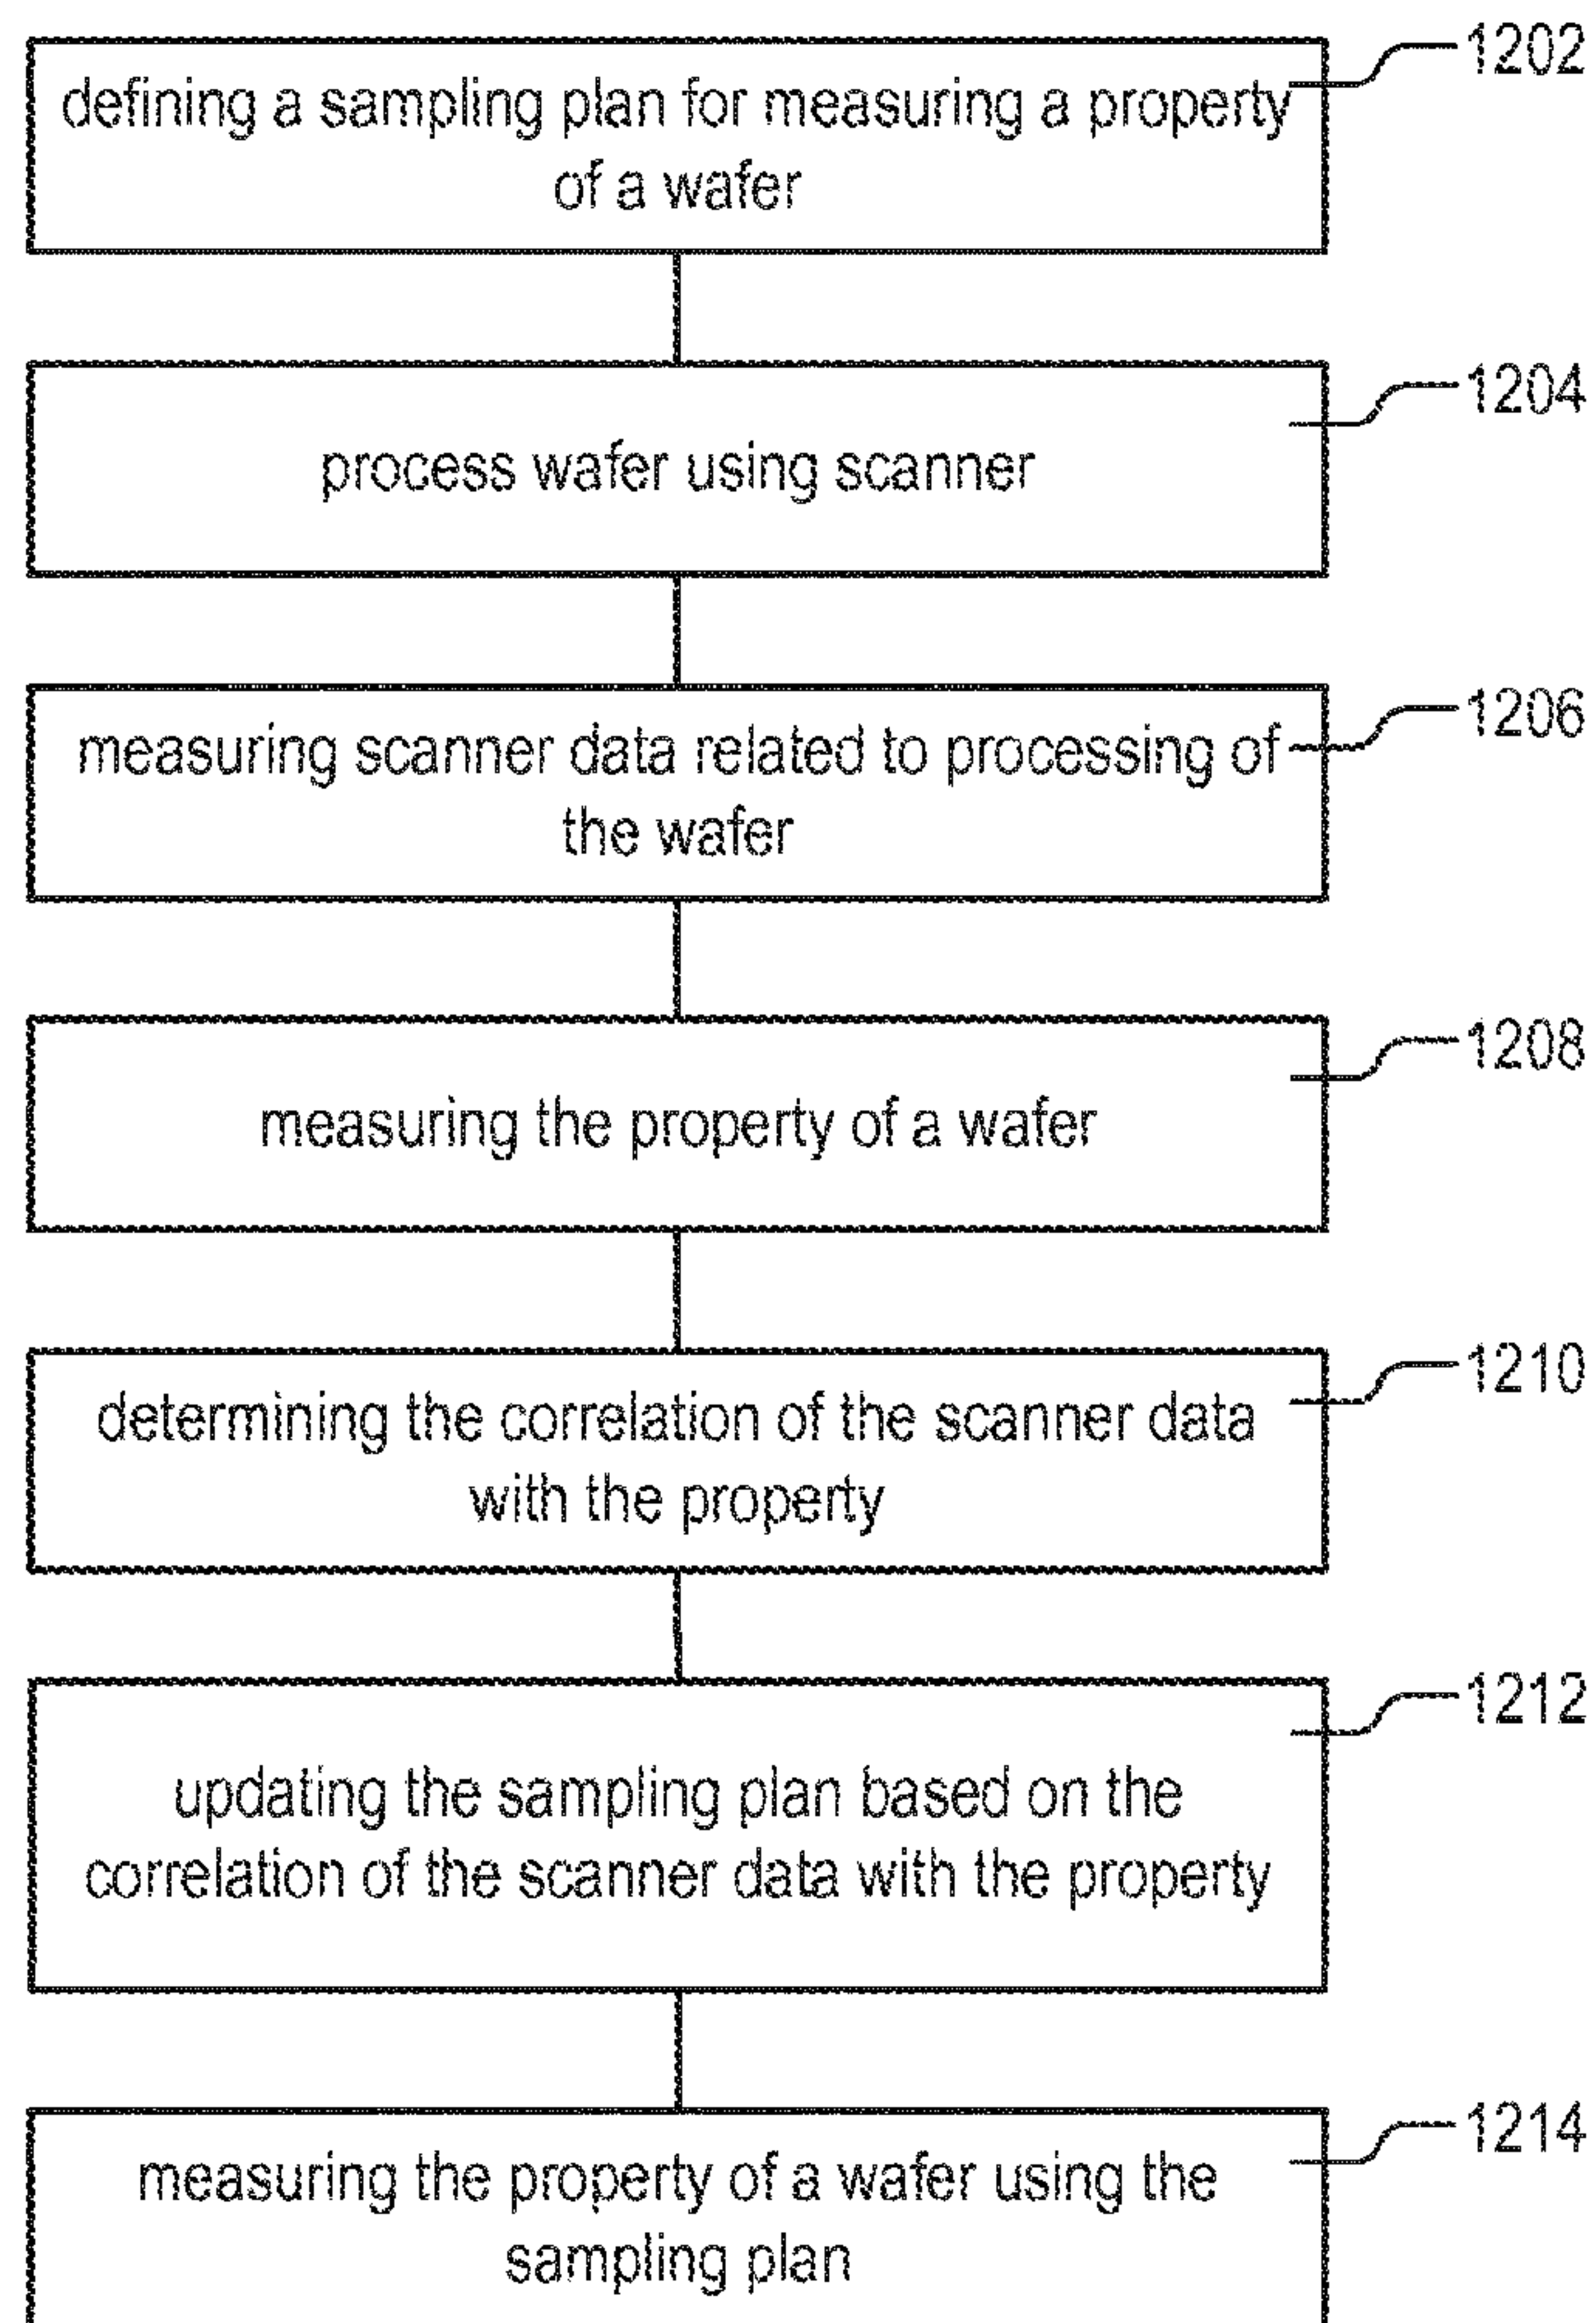 1202
defining a sampling plan for measuring a property
of a wafer
1204
process wafer using scanner
1206
measuring scanner data related to processing of
the wafer
1208
measuring the property of a wafer
1210
determining the correlation of the scanner data
with the property
1212
updating the sampling plan based on the
correlation of the scanner data with the property
1214
measuring the property of a wafer using the
sampling plan